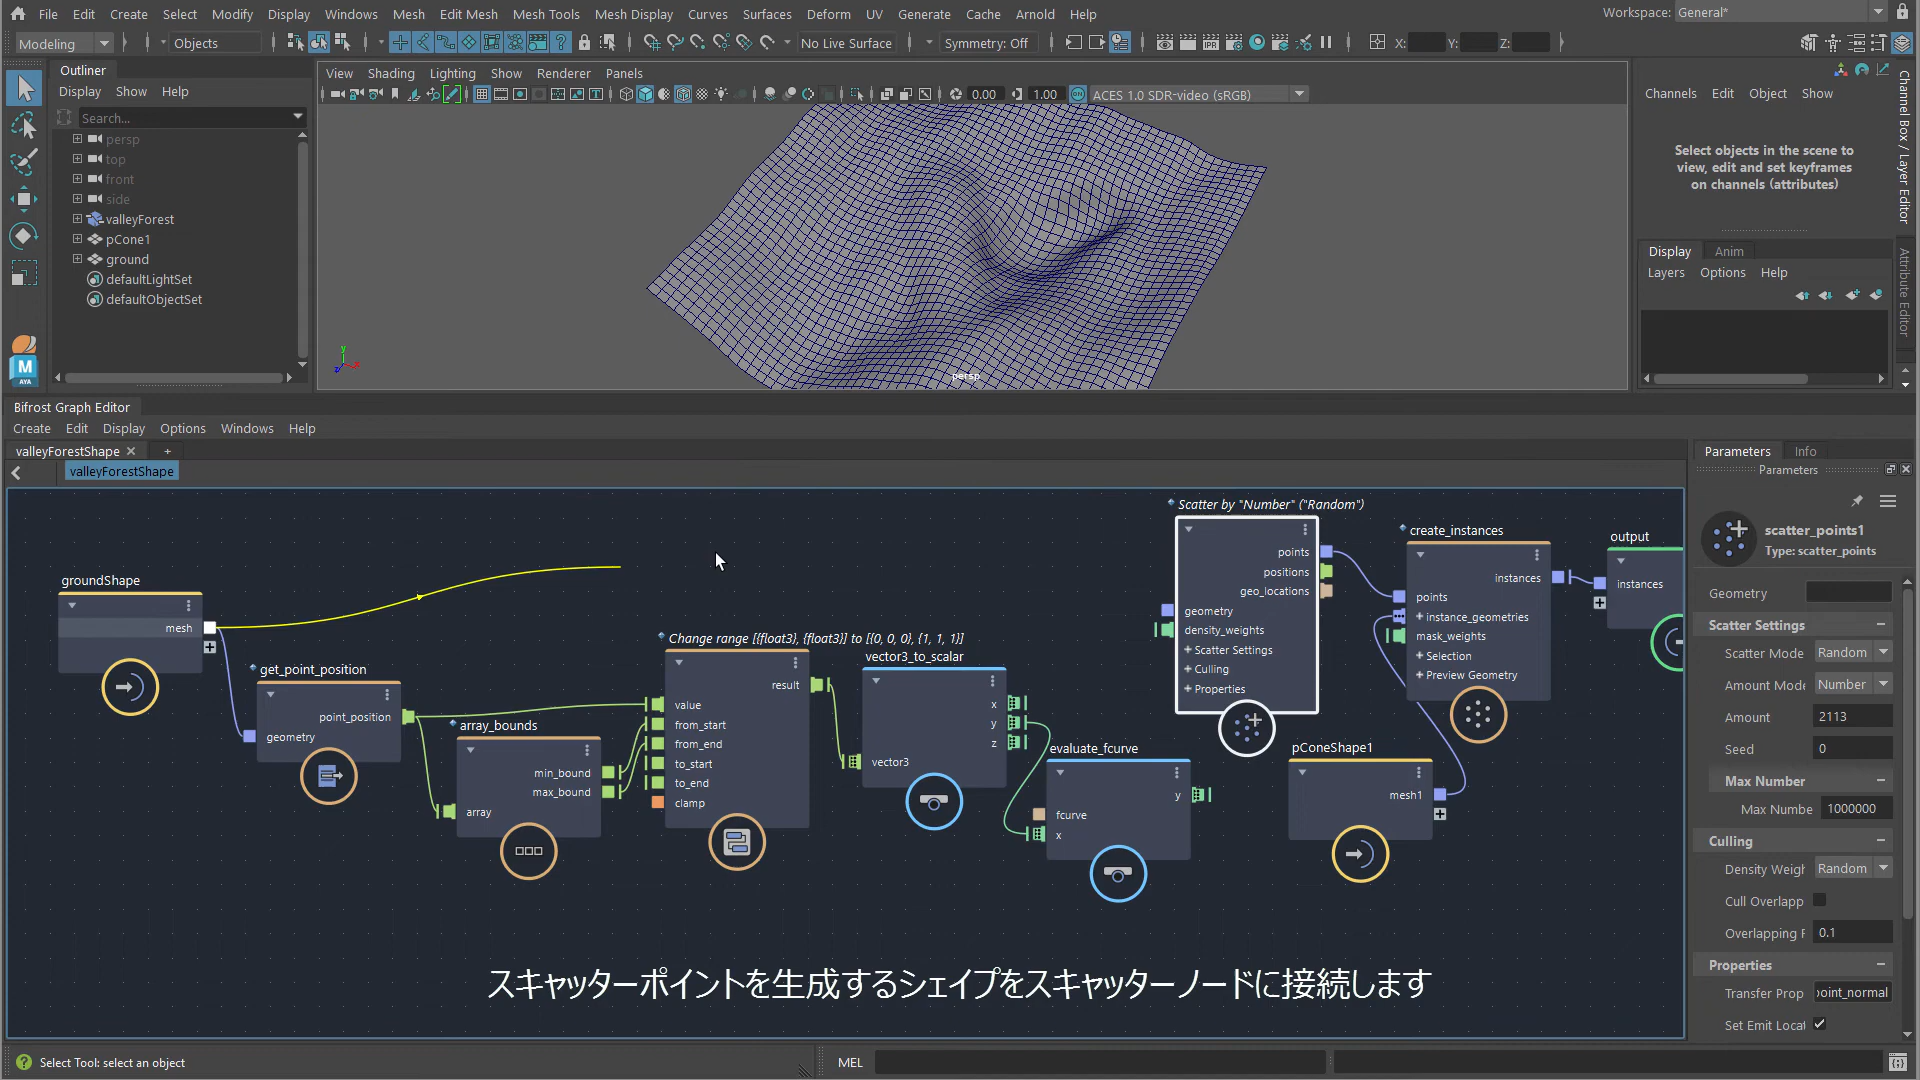 File Edit Create Select Modify Display Windows Mesh Edit Mesh Mesh Tools Mesh Display Curves Surfaces Deform UV Generate Cache Arnold Help
Workspace: General*
Modeling Objects No Live Surface Symmetry: Off X: Y: Z:
Outliner
Display Show Help
Search...
persp
top
front
side
valleyForest
pCone1
ground
defaultLightSet
defaultObjectSet
View Shading Lighting Show Renderer Panels
0.00 1.00 ACES 1.0 SDR-video (sRGB)
persp
y
Channels Edit Object Show
Select objects in the scene to
view, edit and set keyframes
on channels (attributes)
Display Anim
Layers Options Help
Channel Box / Layer Editor
Attribute Editor
M
AYA
Bifrost Graph Editor
Create Edit Display Options Windows Help
valleyForestShape
valleyForestShape
groundShape
mesh
get_point_position
point_position
geometry
array_bounds
min_bound
max_bound
array
Change range [{float3}, {float3}] to [{0, 0, 0}, {1, 1, 1}]
result
value
from_start
from_end
to_start
to_end
clamp
vector3_to_scalar
x
y
z
vector3
evaluate_fcurve
y
fcurve
x
Scatter by "Number" ("Random")
points
positions
geo_locations
geometry
density_weights
Scatter Settings
Culling
Properties
pConeShape1
mesh1
create_instances
instances
points
instance_geometries
mask_weights
Selection
Preview Geometry
output
instances
スキャッターポイントを生成するシェイプをスキャッターノードに接続します
Parameters Info
Parameters
scatter_points1
Type: scatter_points
Geometry
Scatter Settings
Scatter Mode Random
Amount Mode Number
Amount 2113
Seed 0
Max Number
Max Numbe 1000000
Culling
Density Weigh Random
Cull Overlapp
Overlapping F 0.1
Properties
Transfer Prop point_normal
Set Emit Locat
Select Tool: select an object
MEL